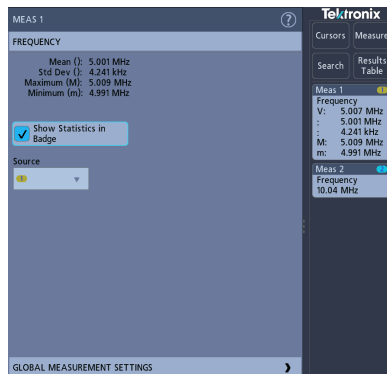 MEAS 1
?
FREQUENCY
Mean (): 5.001 MHz
Std Dev (): 4.241 kHz
Maximum (M): 5.009 MHz
Minimum (m): 4.991 MHz
Show Statistics in
Badge
Source
1
GLOBAL MEASUREMENT SETTINGS
Tektronix
Cursors
Measure
Search
Results
Table
Meas 1
1
Frequency
V: 5.007 MHz
: 5.001 MHz
: 4.241 kHz
M: 5.009 MHz
m: 4.991 MHz
Meas 2
2
Frequency
10.04 MHz